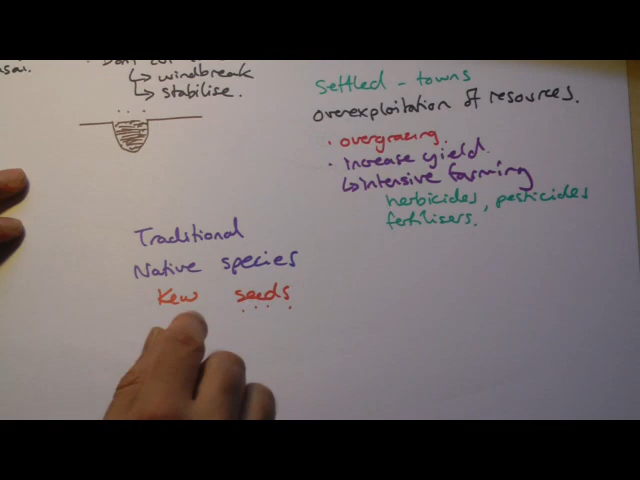 windbreak
stabilise.
Settled - towns
overexploitation of resources.
• overgrazing.
• increase yield.
↳intensive farming
herbicides, pesticides
fertilisers.
Traditional
Native species
Kew seeds